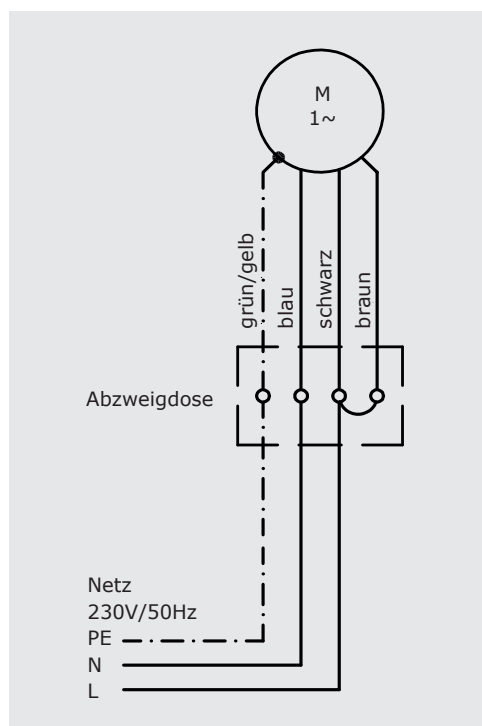 M
1~
grün/gelb
blau
schwarz
braun
Abzweigdose
Netz
230V/50Hz
PE
N
L